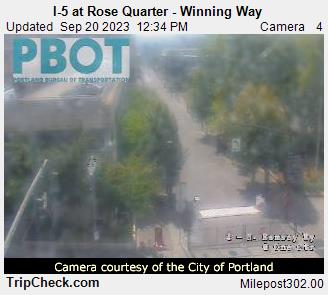 I-5 at Rose Quarter - Winning Way
Updated Sep 20 2023 12:34 PM Camera 4
PBOT
PORTLAND BUREAU OF TRANSPORTATION
Camera courtesy of the City of Portland
TripCheck.com Milepost302.00